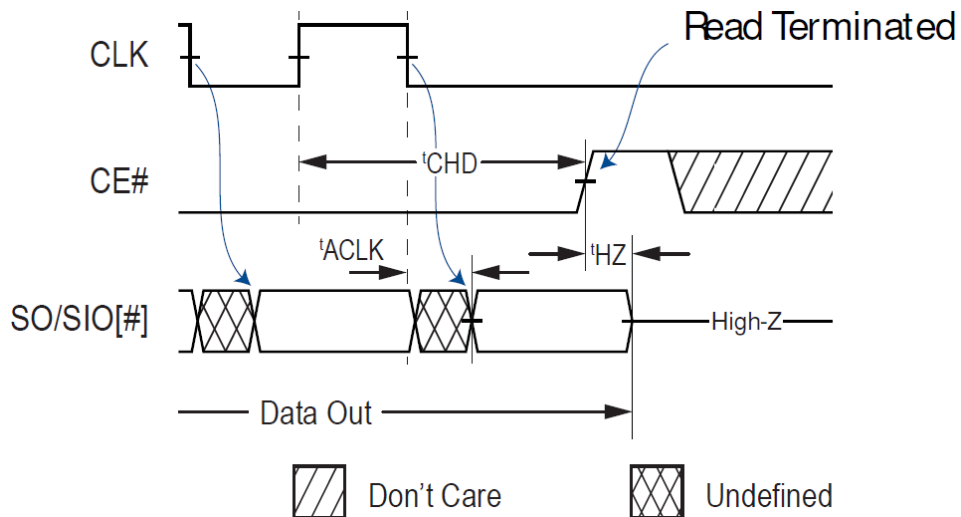 CLK
Read Terminated
tCHD
CE#
tACLK
tHZ
SO/SIO[#]
High-Z
Data Out
Don't Care
Undefined